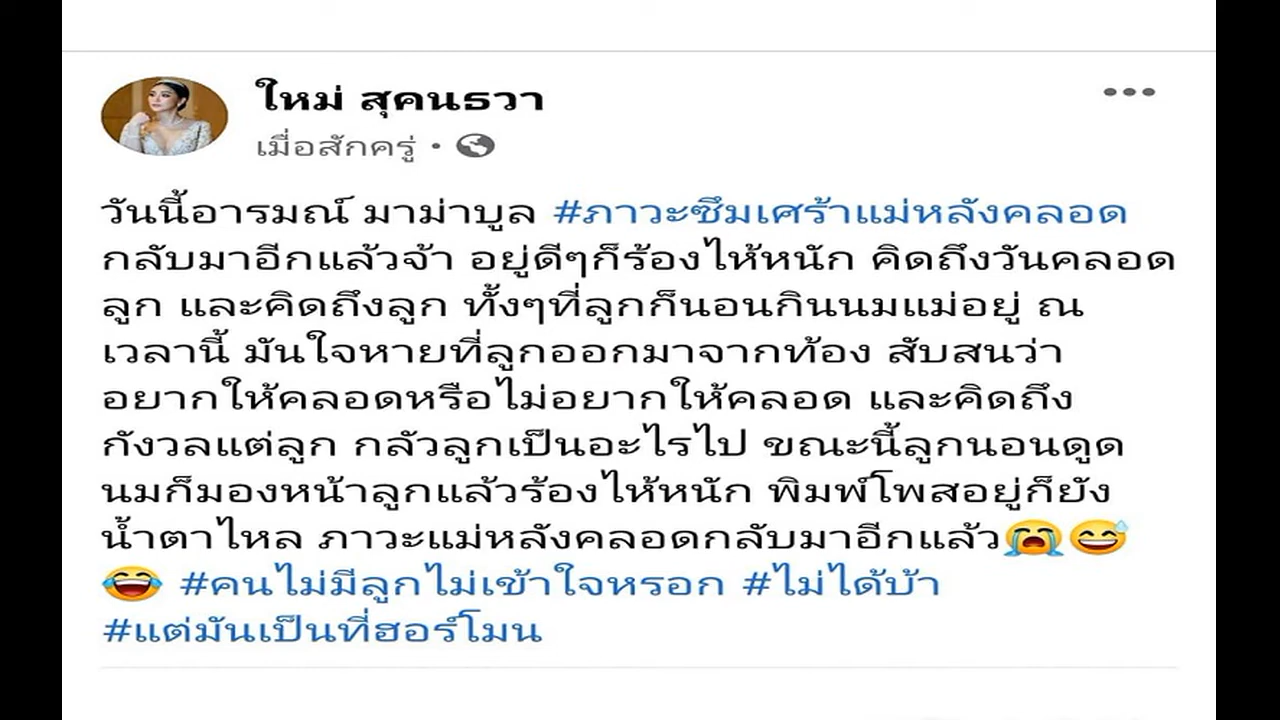 ใหม่ สุคนธวา
เมื่อสักครู่ •
วันนี้อารมณ์ มาม่าบูล #ภาวะซึมเศร้าแม่หลังคลอด
กลับมาอีกแล้วจ้า อยู่ดีๆก็ร้องไห้หนัก คิดถึงวันคลอด
ลูก และคิดถึงลูก ทั้งๆที่ลูกก็นอนกินนมแม่อยู่ ณ
เวลานี้ มันใจหายที่ลูกออกมาจากท้อง สับสนว่า
อยากให้คลอดหรือไม่อยากให้คลอด และคิดถึง
กังวลแต่ลูก กลัวลูกเป็นอะไรไป ขณะนี้ลูกนอนดูด
นมก็มองหน้าลูกแล้วร้องไห้หนัก พิมพ์โพสอยู่ก็ยัง
น้ำตาไหล ภาวะแม่หลังคลอดกลับมาอีกแล้ว😭😅
😂 #คนไม่มีลูกไม่เข้าใจหรอก #ไม่ได้บ้า
#แต่มันเป็นที่ฮอร์โมน